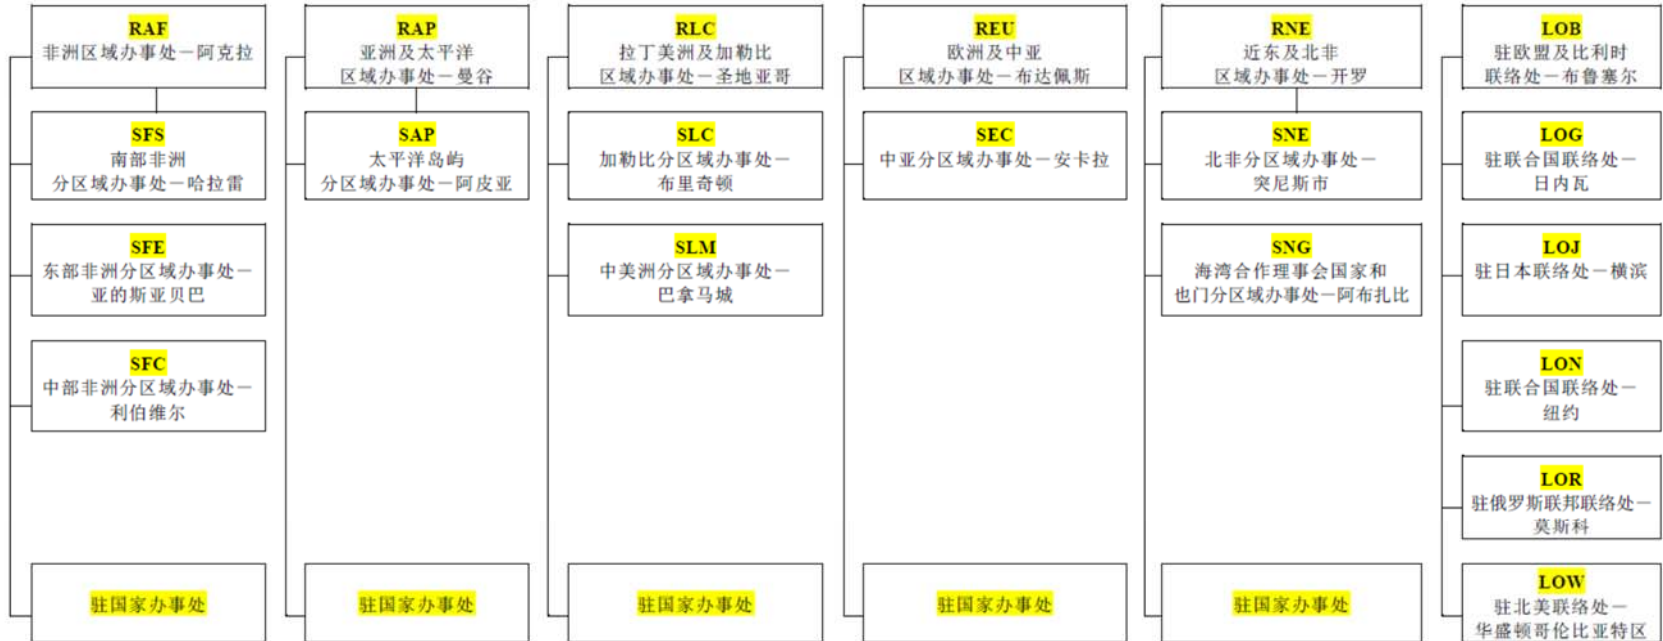 RAF
非洲区域办事处－阿克拉
SFS
南部非洲
分区域办事处－哈拉雷
SFE
东部非洲分区域办事处－
亚的斯亚贝巴
SFC
中部非洲分区域办事处－
利伯维尔
驻国家办事处
RAP
亚洲及太平洋
区域办事处－曼谷
SAP
太平洋岛屿
分区域办事处－阿皮亚
驻国家办事处
RLC
拉丁美洲及加勒比
区域办事处－圣地亚哥
SLC
加勒比分区域办事处－
布里奇顿
SLM
中美洲分区域办事处－
巴拿马城
驻国家办事处
REU
欧洲及中亚
区域办事处－布达佩斯
SEC
中亚分区域办事处－安卡拉
驻国家办事处
RNE
近东及北非
区域办事处－开罗
SNE
北非分区域办事处－
突尼斯市
SNG
海湾合作理事会国家和
也门分区域办事处－阿布扎比
驻国家办事处
LOB
驻欧盟及比利时
联络处－布鲁塞尔
LOG
驻联合国联络处－
日内瓦
LOJ
驻日本联络处－横滨
LON
驻联合国联络处－
纽约
LOR
驻俄罗斯联邦联络处－
莫斯科
LOW
驻北美联络处－
华盛顿哥伦比亚特区